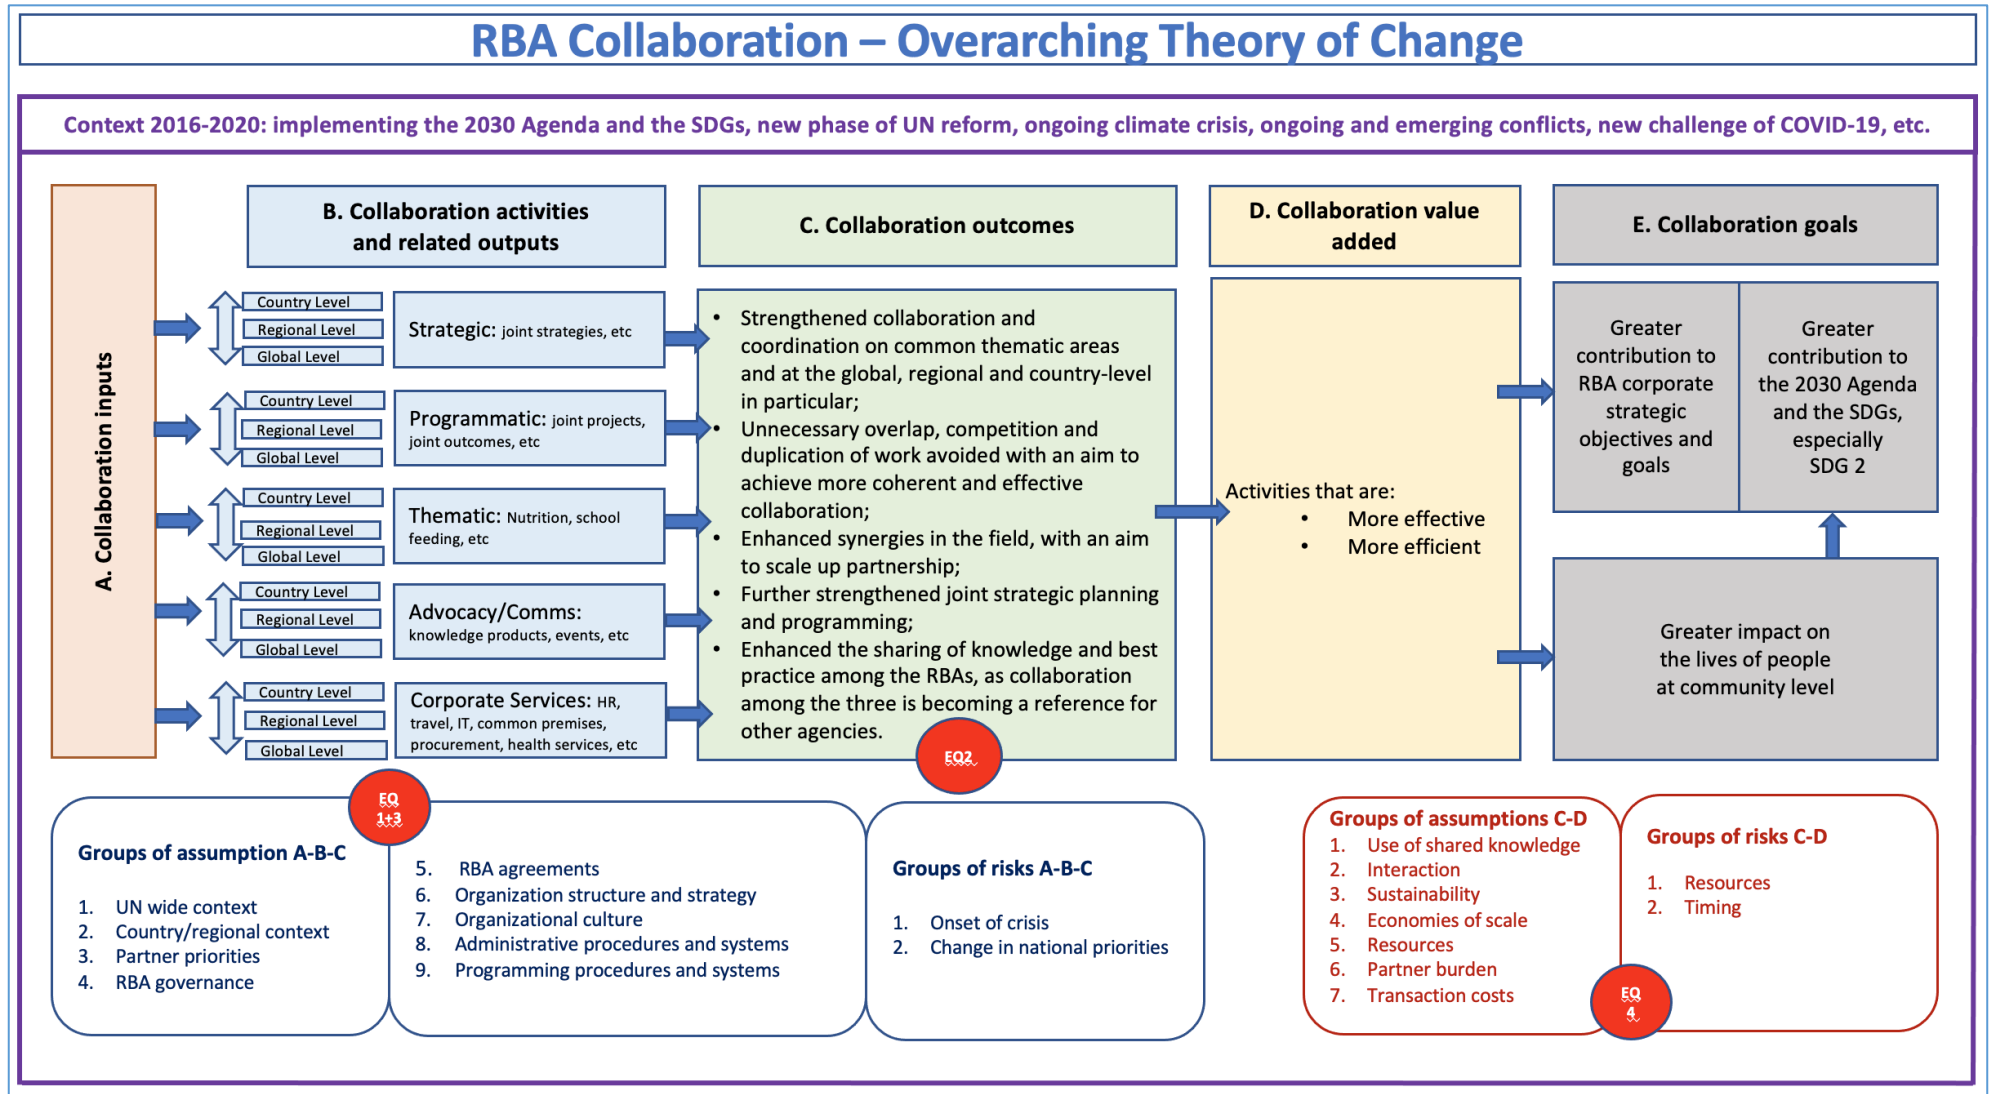 RBA Collaboration – Overarching Theory of Change
Context 2016-2020: implementing the 2030 Agenda and the SDGs, new phase of UN reform, ongoing climate crisis, ongoing and emerging conflicts, new challenge of COVID-19, etc.
A. Collaboration inputs
B. Collaboration activities
and related outputs
Country Level
Regional Level
Global Level
Strategic: joint strategies, etc
Country Level
Regional Level
Global Level
Programmatic: joint projects,
joint outcomes, etc
Country Level
Regional Level
Global Level
Thematic: Nutrition, school
feeding, etc
Country Level
Regional Level
Global Level
Advocacy/Comms:
knowledge products, events, etc
Country Level
Regional Level
Global Level
Corporate Services: HR,
travel, IT, common premises,
procurement, health services, etc
C. Collaboration outcomes
• Strengthened collaboration and
coordination on common thematic areas
and at the global, regional and country-level
in particular;
• Unnecessary overlap, competition and
duplication of work avoided with an aim to
achieve more coherent and effective
collaboration;
• Enhanced synergies in the field, with an aim
to scale up partnership;
• Further strengthened joint strategic planning
and programming;
• Enhanced the sharing of knowledge and best
practice among the RBAs, as collaboration
among the three is becoming a reference for
other agencies.
EQ2
D. Collaboration value
added
Activities that are:
• More effective
• More efficient
E. Collaboration goals
Greater
contribution to
RBA corporate
strategic
objectives and
goals
Greater
contribution to
the 2030 Agenda
and the SDGs,
especially
SDG 2
Greater impact on
the lives of people
at community level
EQ
1+3
Groups of assumption A-B-C
1. UN wide context
2. Country/regional context
3. Partner priorities
4. RBA governance
5. RBA agreements
6. Organization structure and strategy
7. Organizational culture
8. Administrative procedures and systems
9. Programming procedures and systems
Groups of risks A-B-C
1. Onset of crisis
2. Change in national priorities
Groups of assumptions C-D
1. Use of shared knowledge
2. Interaction
3. Sustainability
4. Economies of scale
5. Resources
6. Partner burden
7. Transaction costs
Groups of risks C-D
1. Resources
2. Timing
EQ
4